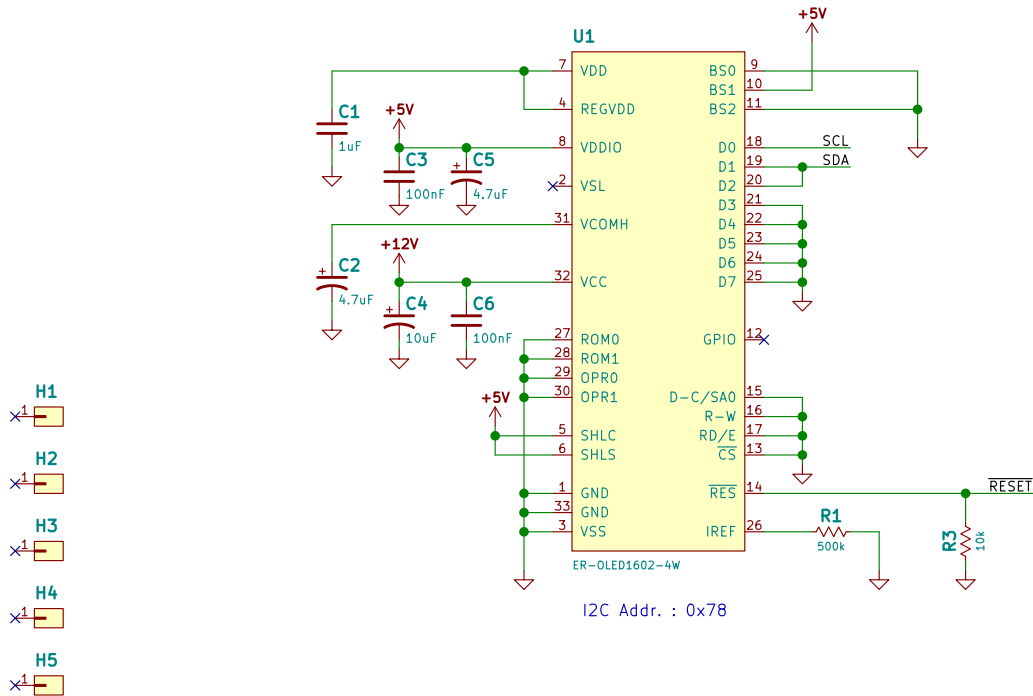 +5V
U1
7 VDD BS0 9
BS1 10
4 REGVDD BS2 11
C1
1uF
+5V
8 VDDIO D0 18 SCL
D1 19 SDA
C3
100nF
C5
+
4.7uF
2 VSL D2 20
D3 21
31 VCOMH D4 22
D5 23
+12V
D6 24
C2
+
4.7uF
32 VCC D7 25
C4
+
10uF
C6
100nF
27 ROM0 GPIO 12
28 ROM1
29 OPR0
30 OPR1 D-C/SA0 15
+5V
R-W 16
5 SHLC RD/E 17
6 SHLS CS 13
1 GND RES 14 RESET
33 GND
3 VSS IREF 26
R1
500k
R3
10k
ER-OLED1602-4W
I2C Addr. : 0x78
H1
1
H2
1
H3
1
H4
1
H5
1